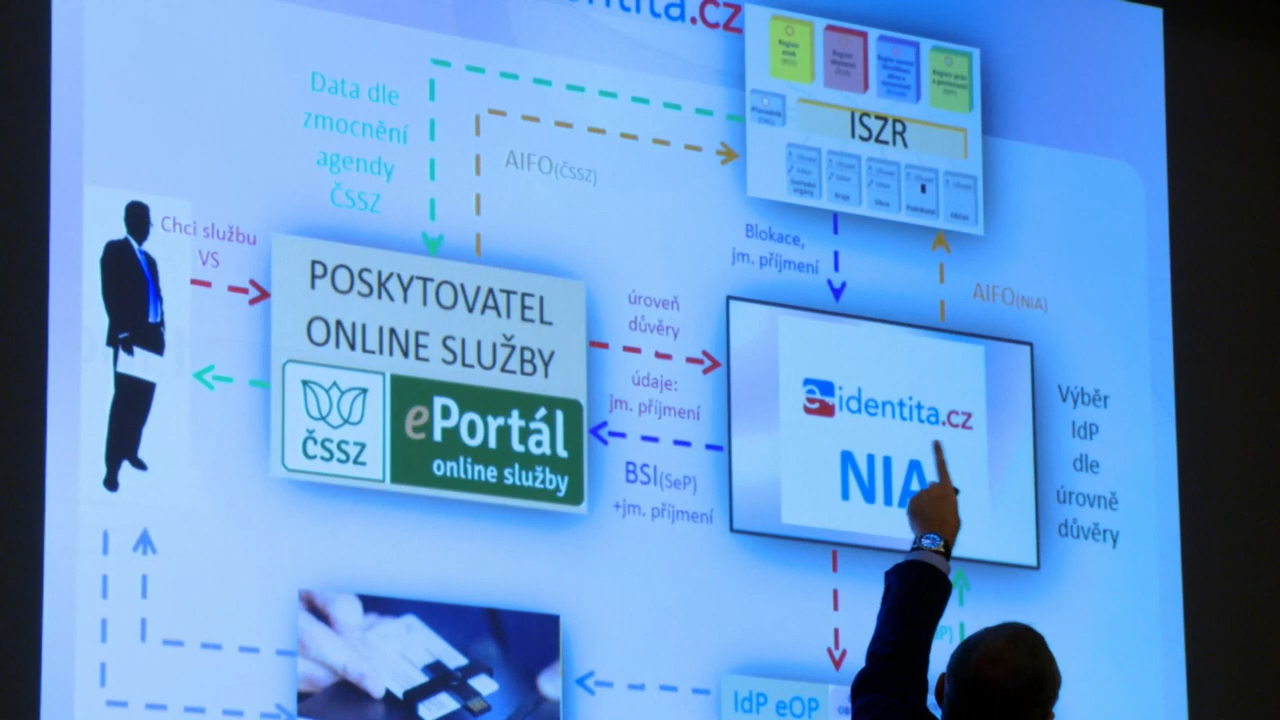 identita.cz
Data dle
zmocnění
agendy
ČSSZ
AIFO(ČSSZ)
ISZR
Chci službu
VS
POSKYTOVATEL
ONLINE SLUŽBY
ČSSZ
ePortál
online služby
úroveň
důvěry
údaje:
jm. příjmení
BSI(SeP)
+jm. příjmení
Blokace,
jm. příjmení
AIFO(NIA)
e-identita.cz
NIA
Výběr
IdP
dle
úrovně
důvěry
IdP eOP